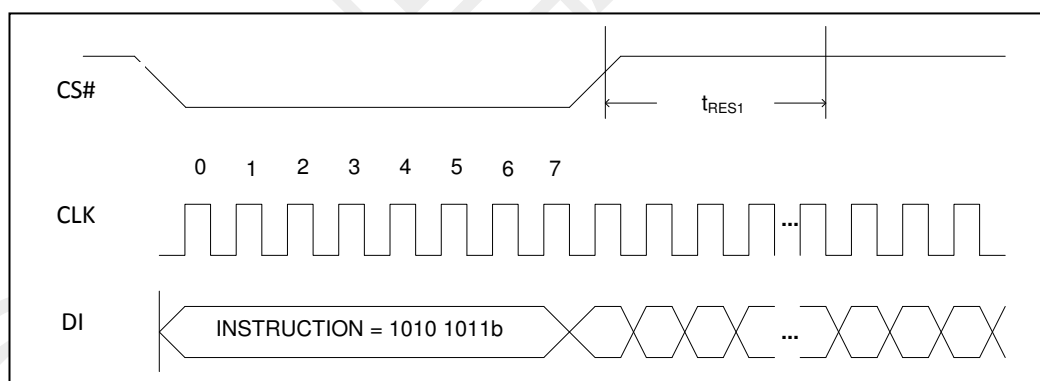 CS#
tRES1
0 1 2 3 4 5 6 7
CLK
...
DI
INSTRUCTION = 1010 1011b
...